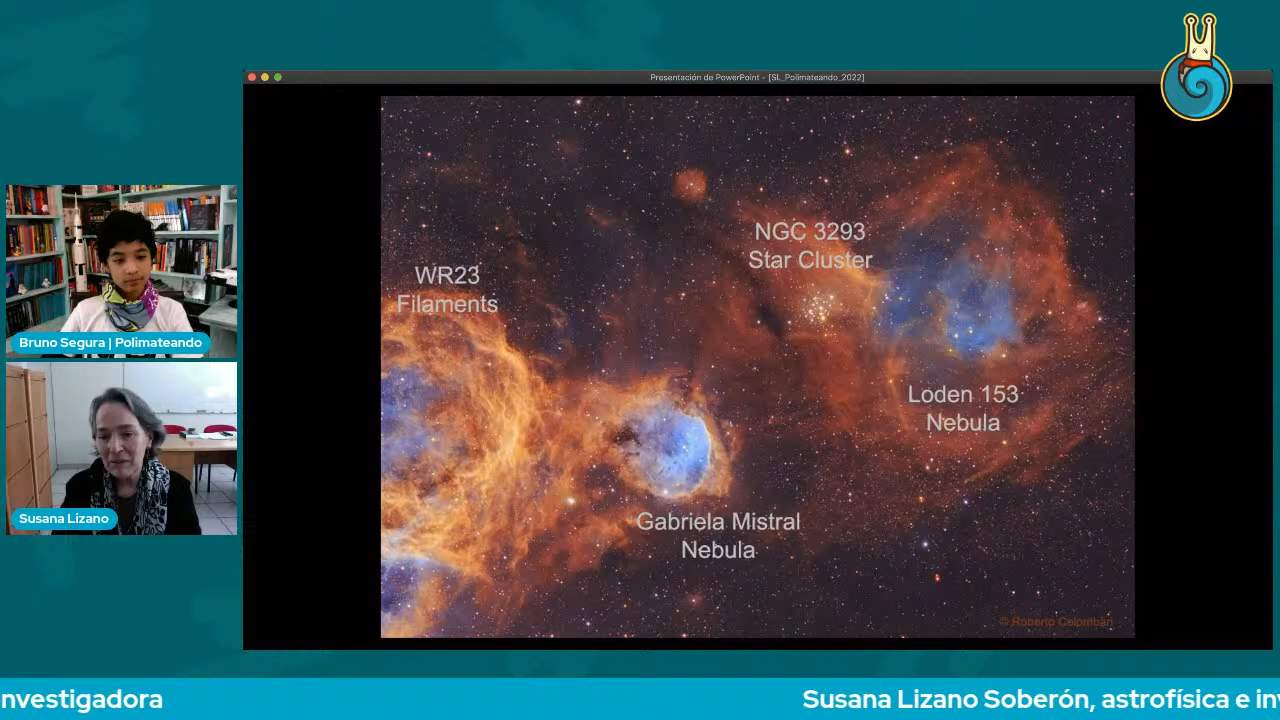 Presentación de PowerPoint - [SL_Polimateando_2022]
WR23
Filaments
NGC 3293
Star Cluster
Loden 153
Nebula
Gabriela Mistral
Nebula
© Roberto Colombari
Bruno Segura | Polimateando
Susana Lizano
nvestigadora
Susana Lizano Soberón, astrofísica e inv